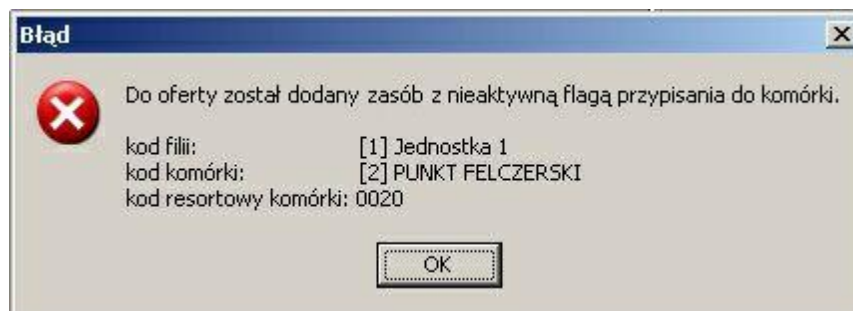 Błąd
Do oferty został dodany zasób z nieaktywną flagą przypisania do komórki.
kod filii: [1] Jednostka 1
kod komórki: [2] PUNKT FELCZERSKI
kod resortowy komórki: 0020
OK